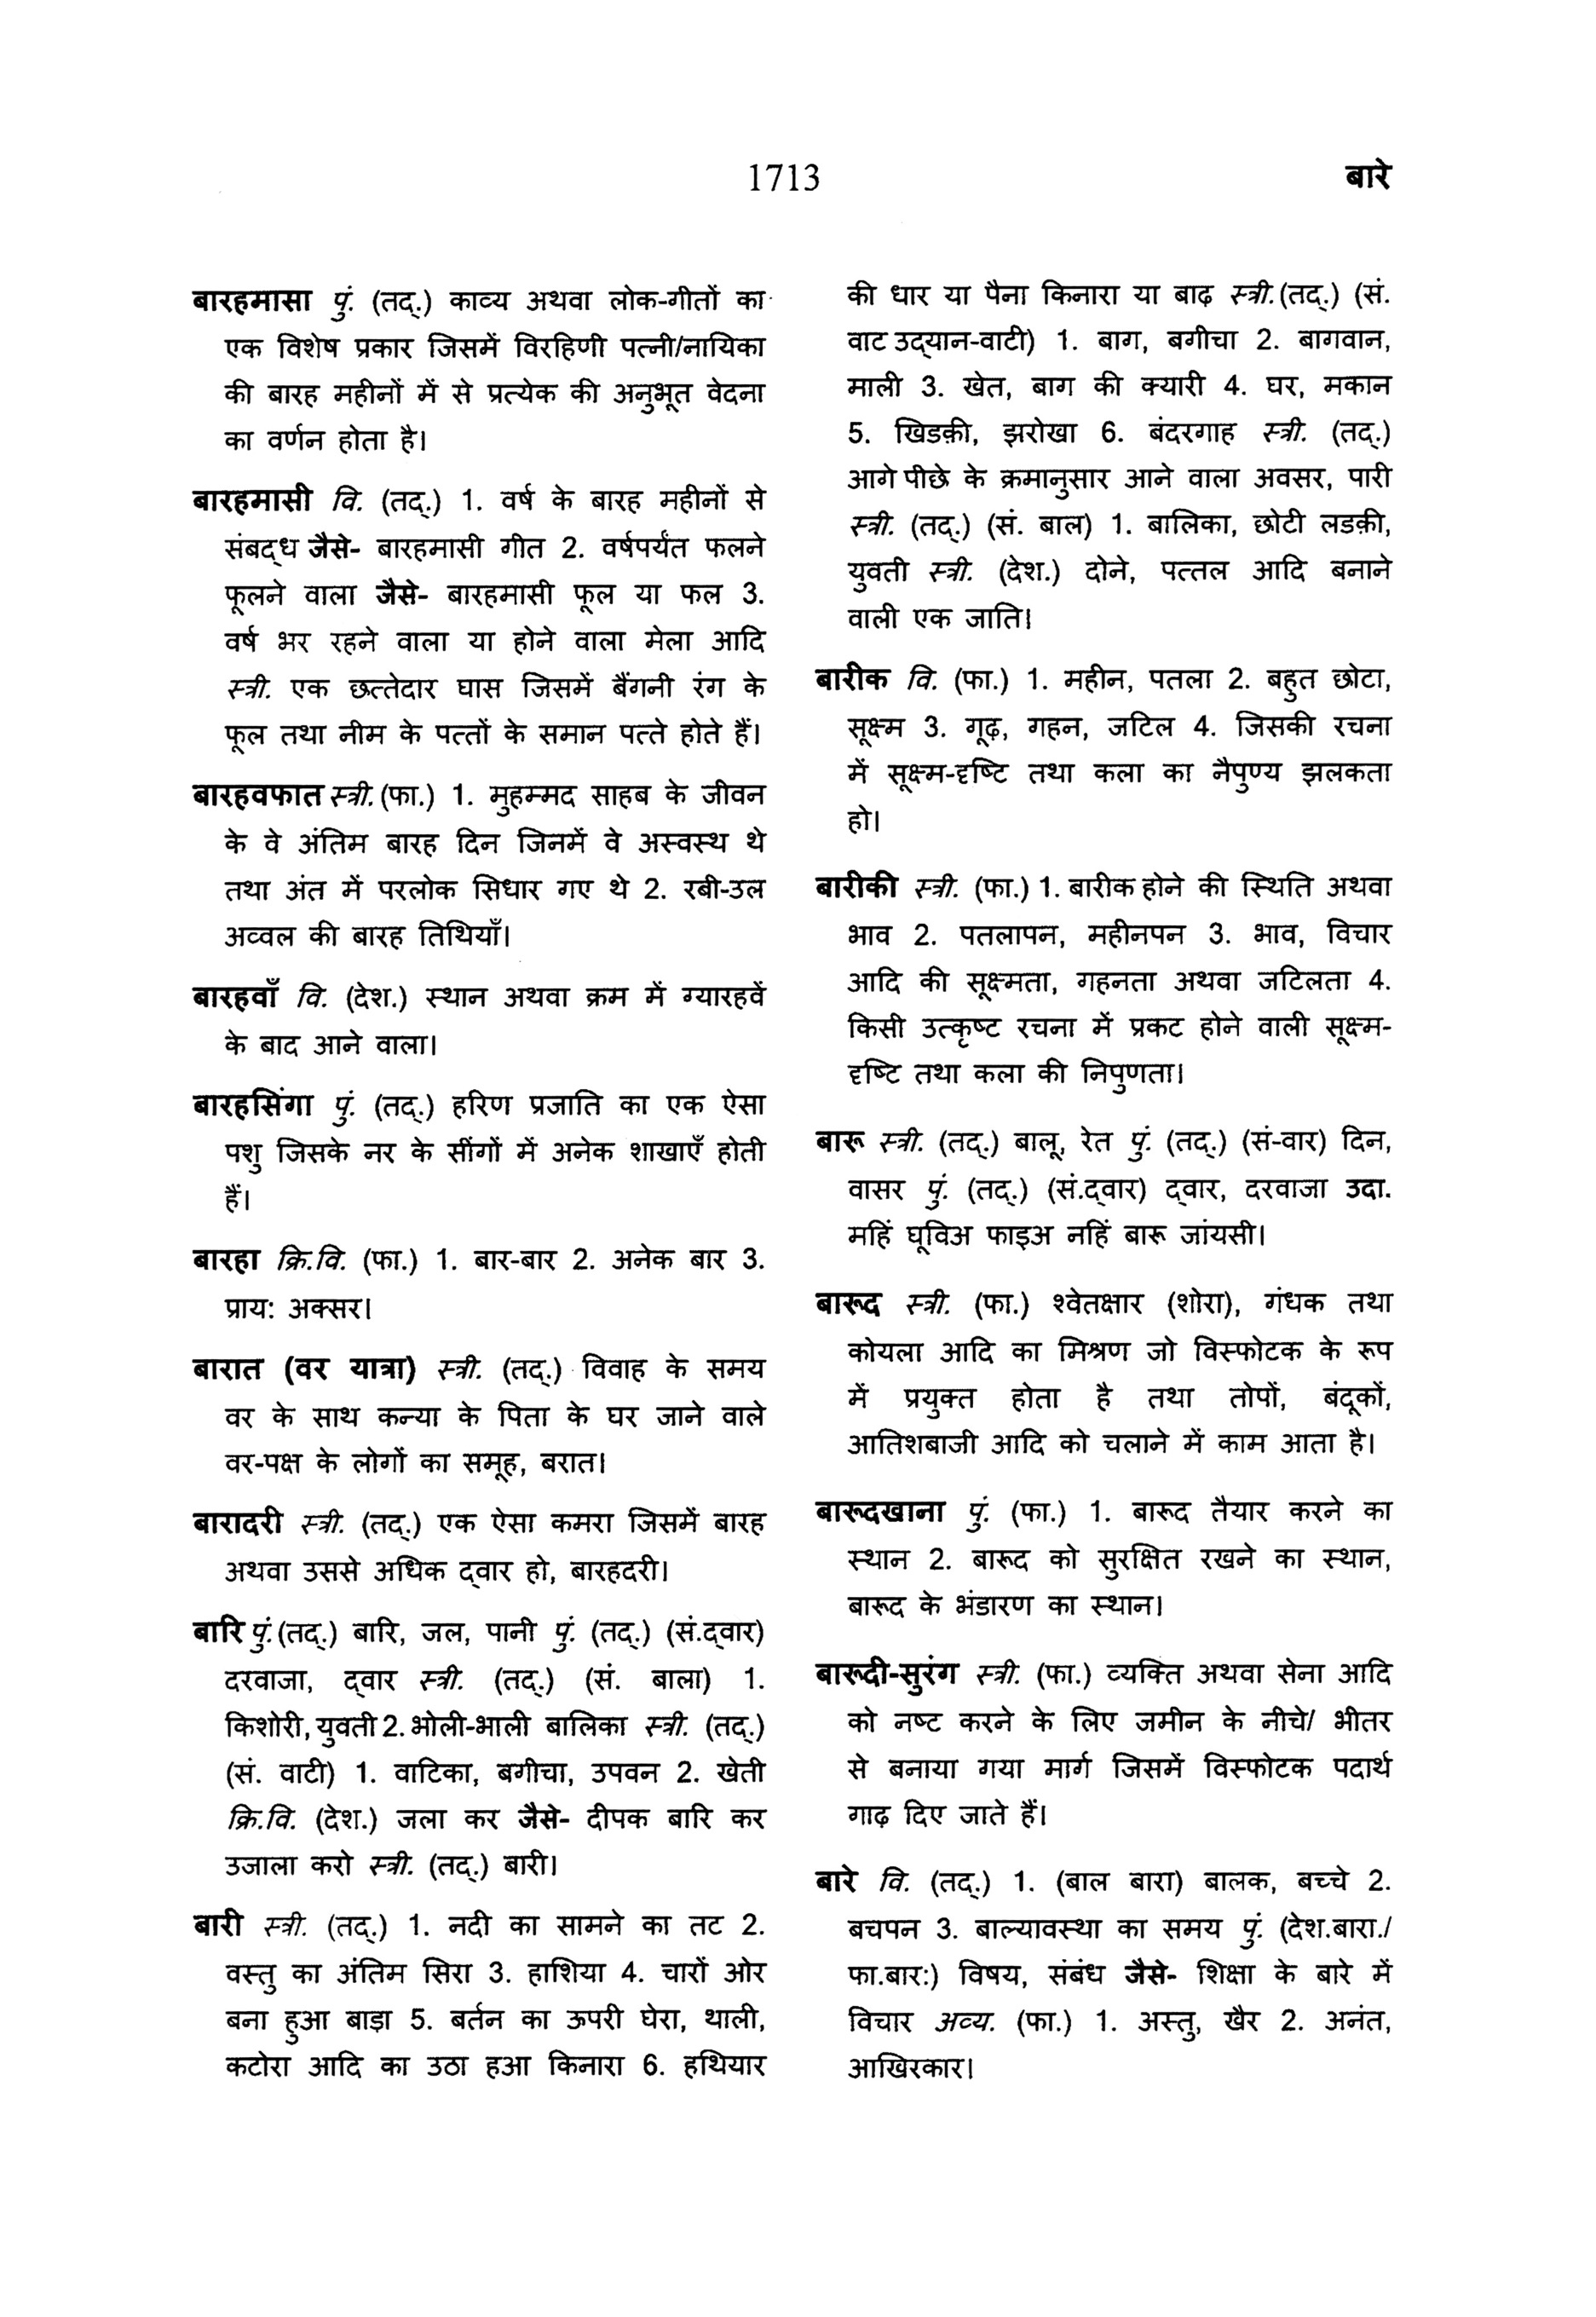 1713
बारे
बारहमासा पुं. (तद्.) काव्य अथवा लोक-गीतों का
एक विशेष प्रकार जिसमें विरहिणी पत्नी/नायिका
की बारह महीनों में से प्रत्येक की अनुभूत वेदना
का वर्णन होता है।
बारहमासी वि. (तद्.) 1. वर्ष के बारह महीनों से
संबद्ध जैसे- बारहमासी गीत 2. वर्षपर्यंत फलने
फूलने वाला जैसे- बारहमासी फूल या फल 3.
वर्ष भर रहने वाला या होने वाला मेला आदि
स्त्री. एक छत्तेदार घास जिसमें बैंगनी रंग के
फूल तथा नीम के पत्तों के समान पत्ते होते हैं।
बारहवफात स्त्री. (फा.) 1. मुहम्मद साहब के जीवन
के वे अंतिम बारह दिन जिनमें वे अस्वस्थ थे
तथा अंत में परलोक सिधार गए थे 2. रबी-उल
अव्वल की बारह तिथियाँ।
बारहवाँ वि. (देश.) स्थान अथवा क्रम में ग्यारहवें
के बाद आने वाला।
बारहसिंगा पुं. (तद्.) हरिण प्रजाति का एक ऐसा
पशु जिसके नर के सींगों में अनेक शाखाएँ होती
हैं।
बारहा क्रि.वि. (फा.) 1. बार-बार 2. अनेक बार 3.
प्राय: अक्सर।
बारात (वर यात्रा) स्त्री. (तद्.) विवाह के समय
वर के साथ कन्या के पिता के घर जाने वाले
वर-पक्ष के लोगों का समूह, बरात।
बारादरी स्त्री. (तद्.) एक ऐसा कमरा जिसमें बारह
अथवा उससे अधिक द्वार हो, बारहदरी।
बारि पुं. (तद्.) बारि, जल, पानी पुं. (तद्.) (सं.द्वार)
दरवाजा, द्वार स्त्री. (तद्.) (सं. बाला) 1.
किशोरी, युवती 2. भोली-भाली बालिका स्त्री. (तद्.)
(सं. वाटी) 1. वाटिका, बगीचा, उपवन 2. खेती
क्रि.वि. (देश.) जला कर जैसे- दीपक बारि कर
उजाला करो स्त्री. (तद्.) बारी।
बारी स्त्री. (तद्.) 1. नदी का सामने का तट 2.
वस्तु का अंतिम सिरा 3. हाशिया 4. चारों ओर
बना हुआ बाड़ा 5. बर्तन का ऊपरी घेरा, थाली,
कटोरा आदि का उठा हआ किनारा 6. हथियार
की धार या पैना किनारा या बाढ़ स्त्री. (तद्.) (सं.
वाट उद्यान-वाटी) 1. बाग, बगीचा 2. बागवान,
माली 3. खेत, बाग की क्यारी 4. घर, मकान
5. खिडक़ी, झरोखा 6. बंदरगाह स्त्री. (तद्.)
आगे पीछे के क्रमानुसार आने वाला अवसर, पारी
स्त्री. (तद्.) (सं. बाल) 1. बालिका, छोटी लडक़ी,
युवती स्त्री. (देश.) दोने, पत्तल आदि बनाने
वाली एक जाति।
बारीक वि. (फा.) 1. महीन, पतला 2. बहुत छोटा,
सूक्ष्म 3. गूढ़, गहन, जटिल 4. जिसकी रचना
में सूक्ष्म-दृष्टि तथा कला का नैपुण्य झलकता
हो।
बारीकी स्त्री. (फा.) 1. बारीक होने की स्थिति अथवा
भाव 2. पतलापन, महीनपन 3. भाव, विचार
आदि की सूक्ष्मता, गहनता अथवा जटिलता 4.
किसी उत्कृष्ट रचना में प्रकट होने वाली सूक्ष्म-
दृष्टि तथा कला की निपुणता।
बारू स्त्री. (तद्.) बालू, रेत पुं. (तद्.) (सं-वार) दिन,
वासर पुं. (तद्.) (सं.द्वार) द्वार, दरवाजा उदा.
महिं घूविअ फाइअ नहिं बारू जांयसी।
बारूद स्त्री. (फा.) श्वेतक्षार (शोरा), गंधक तथा
कोयला आदि का मिश्रण जो विस्फोटक के रूप
में प्रयुक्त होता है तथा तोपों, बंदूकों,
आतिशबाजी आदि को चलाने में काम आता है।
बारूदखाना पुं. (फा.) 1. बारूद तैयार करने का
स्थान 2. बारूद को सुरक्षित रखने का स्थान,
बारूद के भंडारण का स्थान।
बारूदी-सुरंग स्त्री. (फा.) व्यक्ति अथवा सेना आदि
को नष्ट करने के लिए जमीन के नीचे/ भीतर
से बनाया गया मार्ग जिसमें विस्फोटक पदार्थ
गाढ़ दिए जाते हैं।
बारे वि. (तद्.) 1. (बाल बारा) बालक, बच्चे 2.
बचपन 3. बाल्यावस्था का समय पुं. (देश.बारा./
फा.बार:) विषय, संबंध जैसे- शिक्षा के बारे में
विचार अव्य. (फा.) 1. अस्तु, खैर 2. अनंत,
आखिरकार।